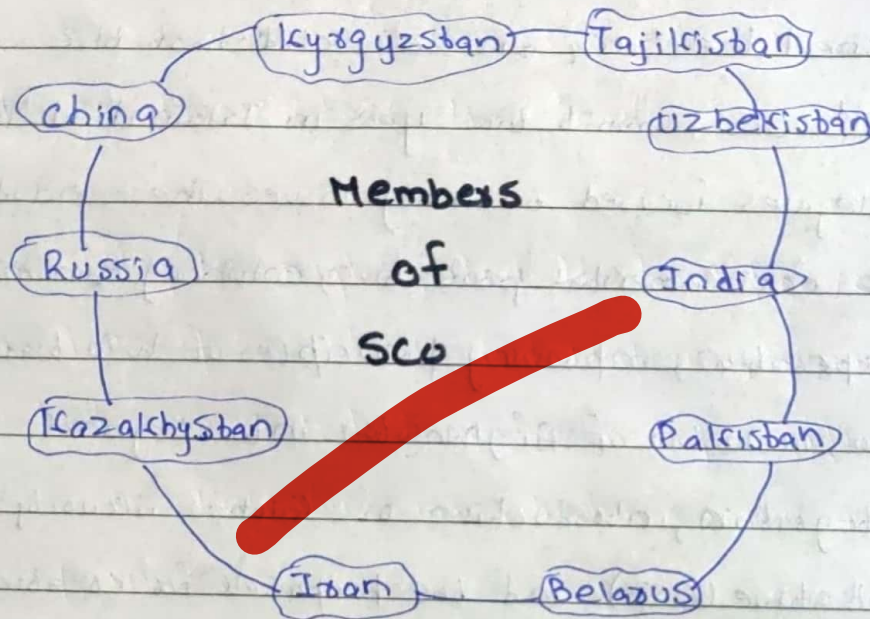 Kyrgyzstan
Tajikistan
China
Uzbekistan
Members
of
SCO
Russia
India
Kazakhystan
Pakistan
Iran
Belarus